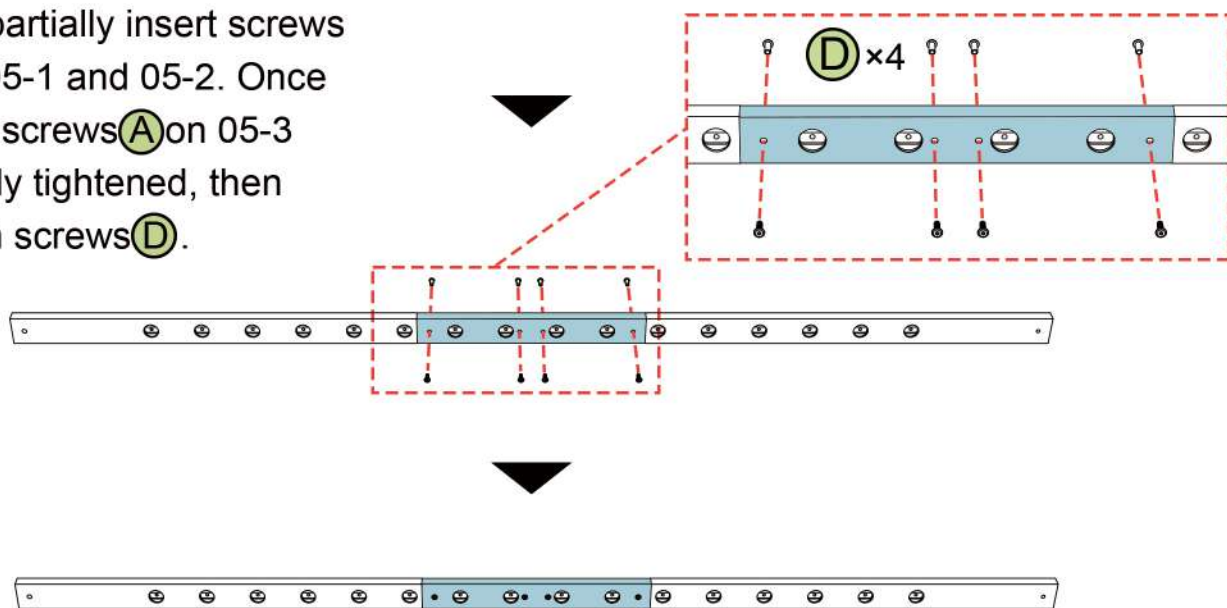 partially insert screws
05-1 and 05-2. Once
screws A on 05-3
ly tightened, then
screws D.
D ×4